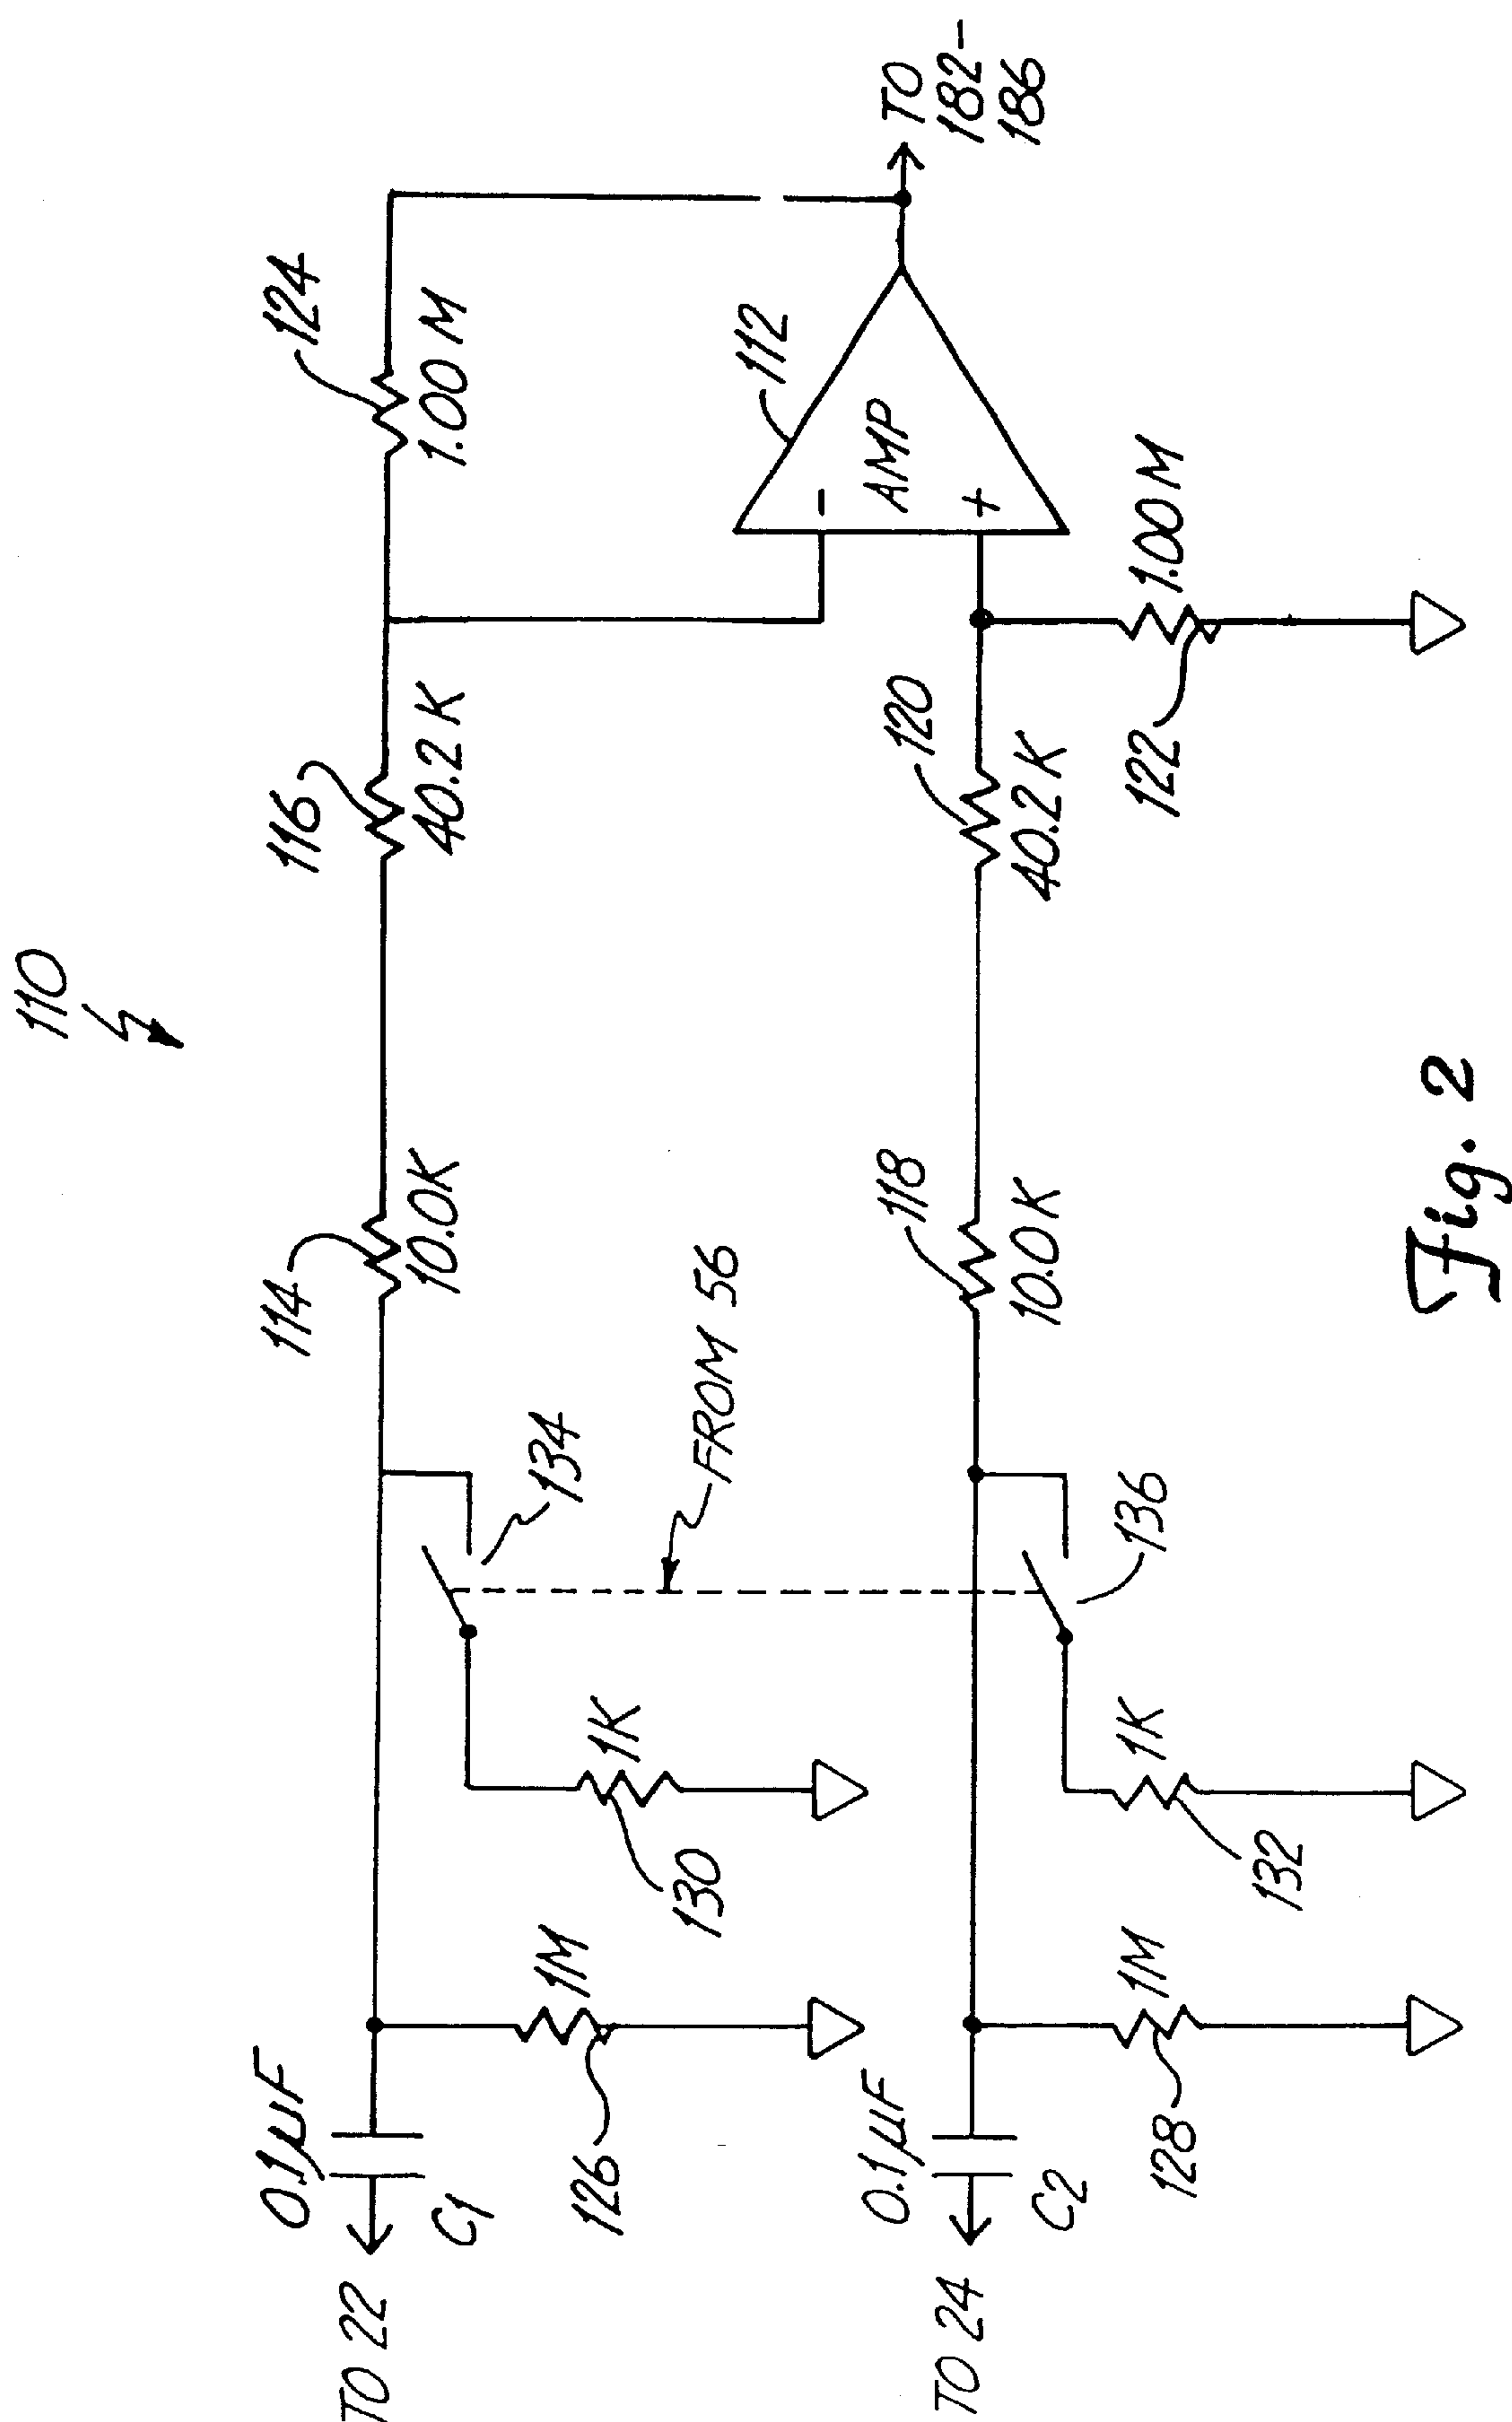 110
124
1.00 M
116
40.2 K
114
10.0K
0.1µF
C1
TO 22
134
FROM 56
1K
130
1M
126
112
AMP
-
+
TO
182-
186
120
40.2 K
118
10.0 K
1.00 M
122
136
1K
132
0.1µF
C2
TO 24
1M
128
Fig. 2